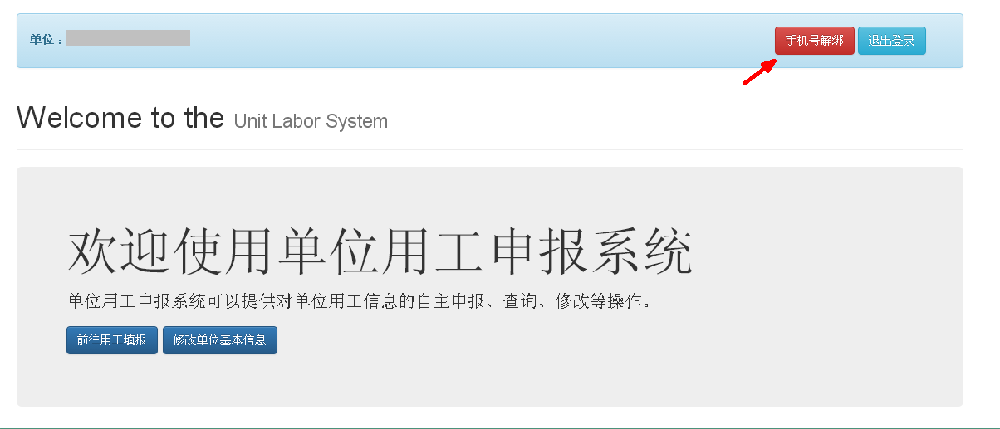 单位：
手机号解绑 退出登录
Welcome to the Unit Labor System
欢迎使用单位用工申报系统
单位用工申报系统可以提供对单位用工信息的自主申报、查询、修改等操作。
前往用工填报 修改单位基本信息